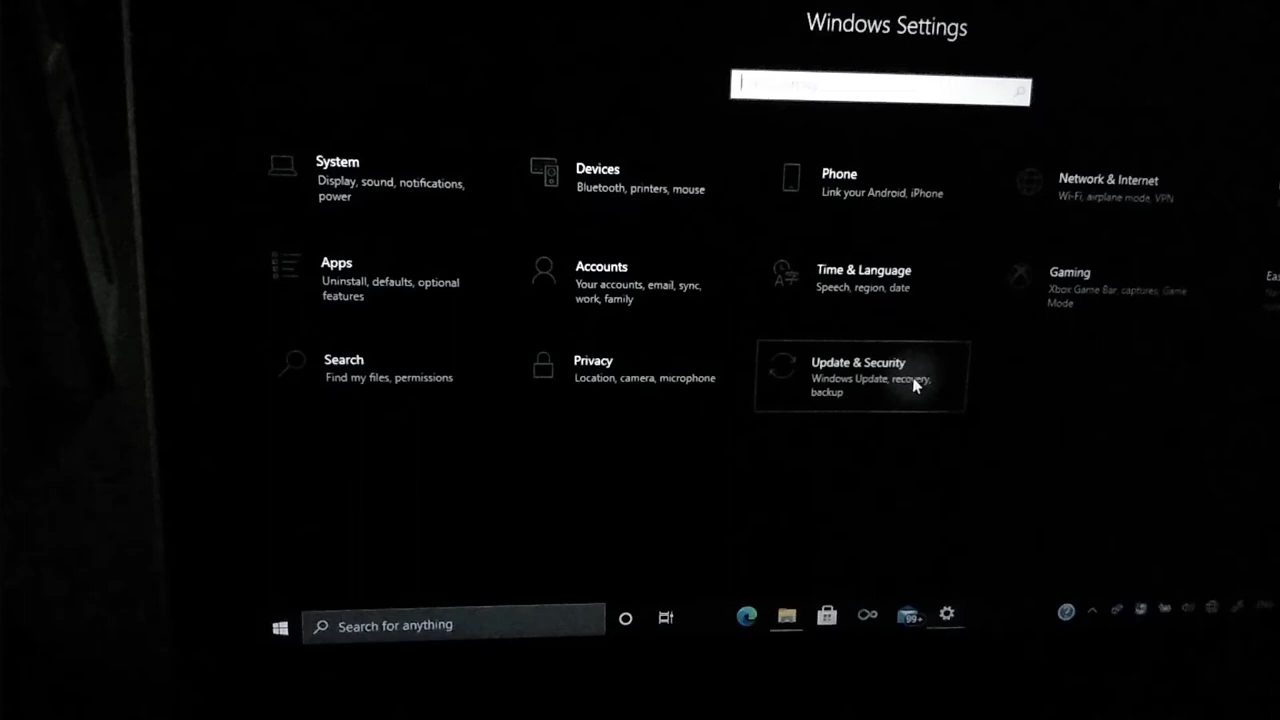 Windows Settings
System
Display, sound, notifications,
power
Devices
Bluetooth, printers, mouse
Phone
Link your Android, iPhone
Network & Internet
Wi-Fi, airplane mode, VPN
Apps
Uninstall, defaults, optional
features
Accounts
Your accounts, email, sync,
work, family
Time & Language
Speech, region, date
Gaming
Xbox Game Bar, captures, Game
Mode
Search
Find my files, permissions
Privacy
Location, camera, microphone
Update & Security
Windows Update, recovery,
backup
Search for anything
99+